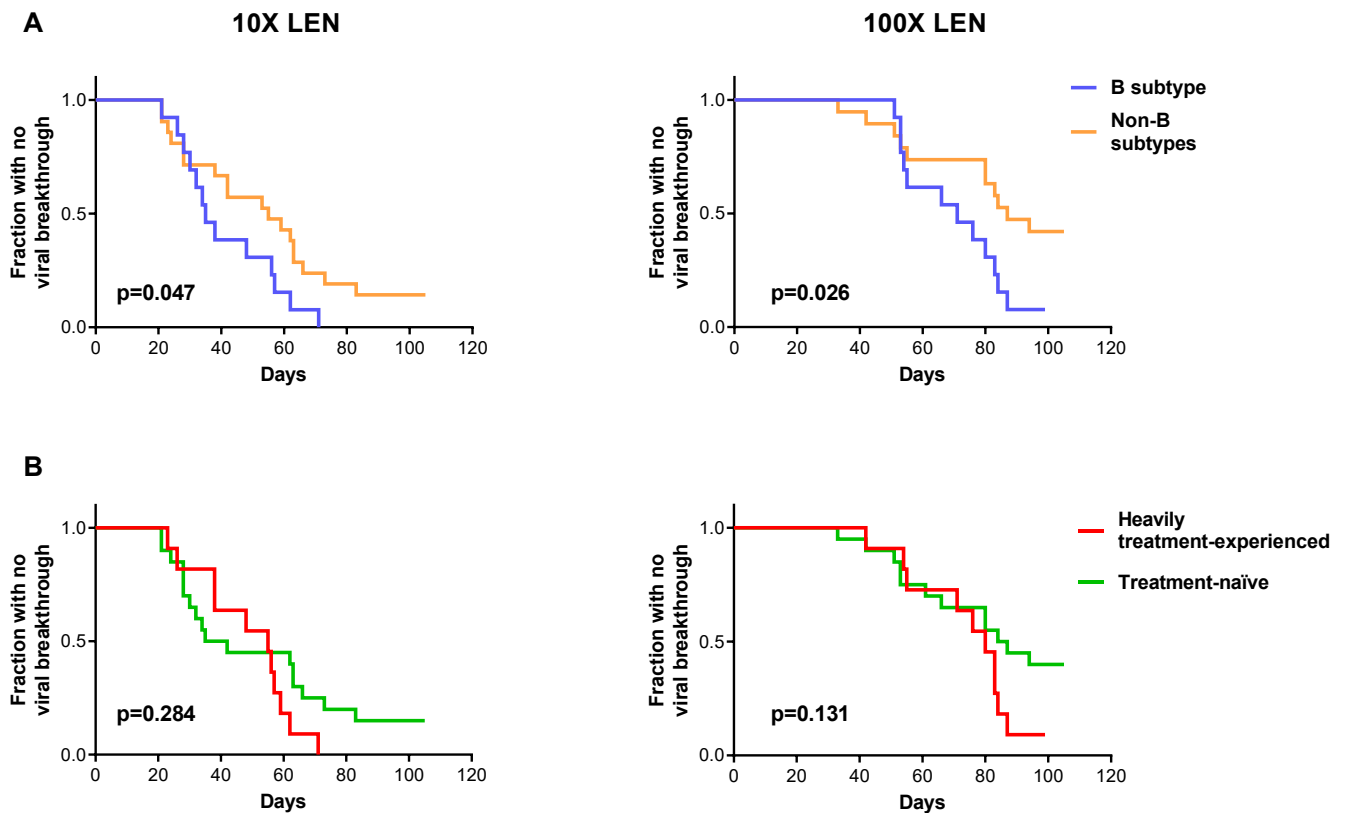 A
10X LEN
100X LEN
Fraction with no
viral breakthrough
1.0
0.5
0.0
p=0.047
0 20 40 60 80 100 120
Days
Fraction with no
viral breakthrough
1.0
0.5
0.0
p=0.026
0 20 40 60 80 100 120
Days
B subtype
Non-B
subtypes
B
Fraction with no
viral breakthrough
1.0
0.5
0.0
p=0.284
0 20 40 60 80 100 120
Days
Fraction with no
viral breakthrough
1.0
0.5
0.0
p=0.131
0 20 40 60 80 100 120
Days
Heavily
treatment-experienced
Treatment-naïve